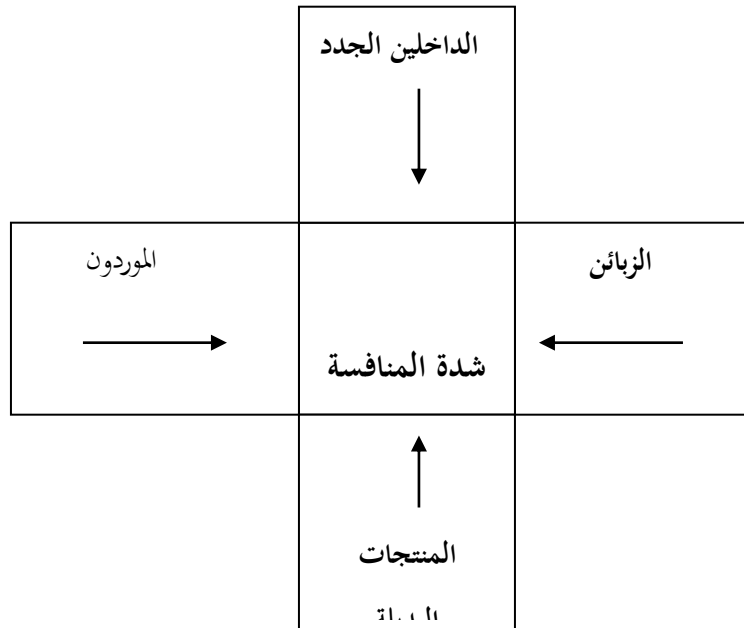 الداخلين الجدد
الزبائن
الموردون
شدة المنافسة
المنتجات